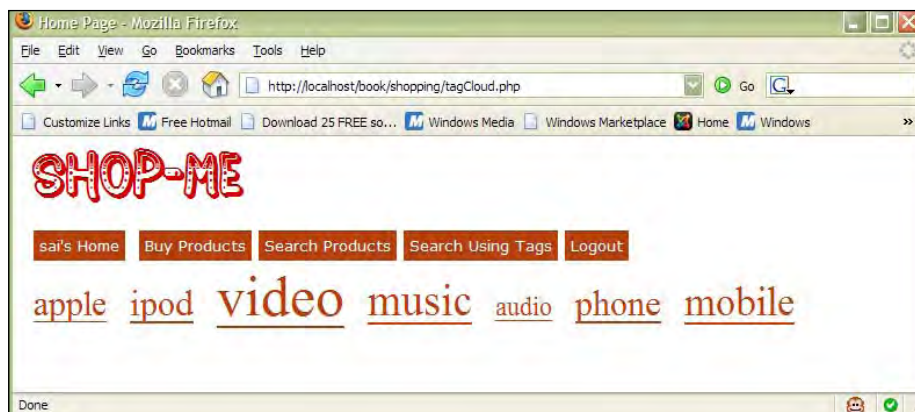 Home Page - Mozilla Firefox
File Edit View Go Bookmarks Tools Help
http://localhost/book/shopping/tagCloud.php Go G
Customize Links Free Hotmail Download 25 FREE so... Windows Media Windows Marketplace Home Windows »
SHOP-ME
sai's Home Buy Products Search Products Search Using Tags Logout
apple ipod video music audio phone mobile
Done